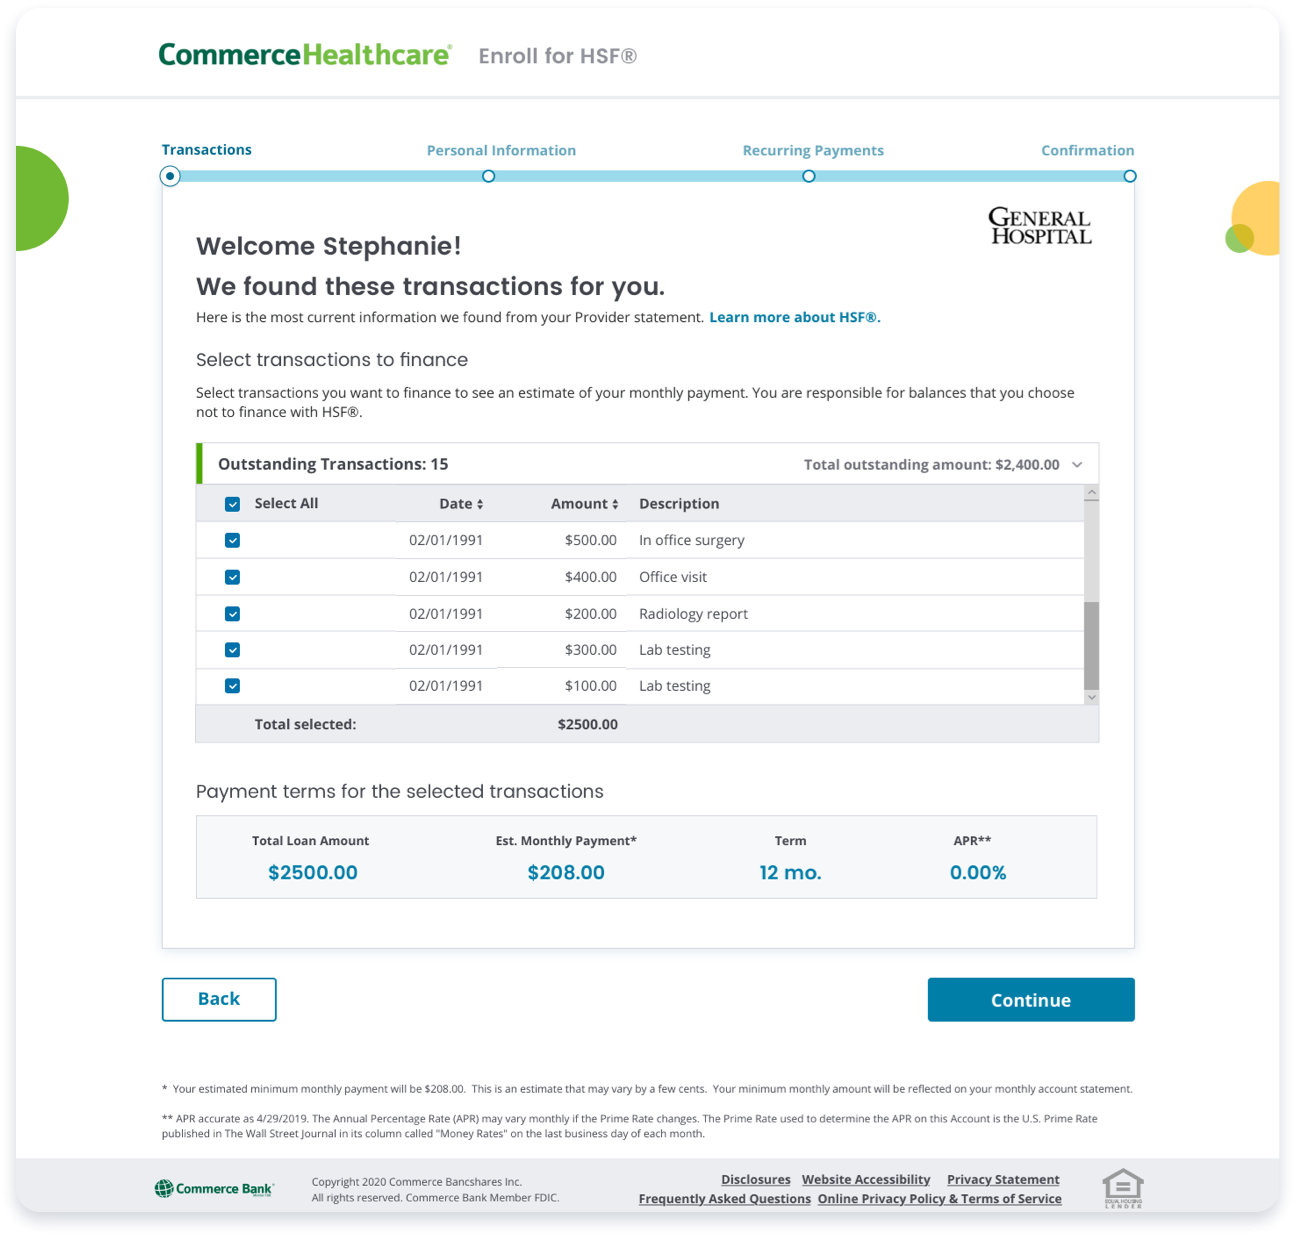 CommerceHealthcare® Enroll for HSF®
Transactions Personal Information Recurring Payments Confirmation
GENERAL
HOSPITAL
Welcome Stephanie!
We found these transactions for you.
Here is the most current information we found from your Provider statement. Learn more about HSF®.
Select transactions to finance
Select transactions you want to finance to see an estimate of your monthly payment. You are responsible for balances that you choose
not to finance with HSF®.
Outstanding Transactions: 15 Total outstanding amount: $2,400.00
Select All Date Amount Description
02/01/1991 $500.00 In office surgery
02/01/1991 $400.00 Office visit
02/01/1991 $200.00 Radiology report
02/01/1991 $300.00 Lab testing
02/01/1991 $100.00 Lab testing
Total selected: $2500.00
Payment terms for the selected transactions
Total Loan Amount Est. Monthly Payment* Term APR**
$2500.00 $208.00 12 mo. 0.00%
Back Continue
* Your estimated minimum monthly payment will be $208.00. This is an estimate that may vary by a few cents. Your minimum monthly amount will be reflected on your monthly account statement.
** APR accurate as 4/29/2019. The Annual Percentage Rate (APR) may vary monthly if the Prime Rate changes. The Prime Rate used to determine the APR on this Account is the U.S. Prime Rate
published in The Wall Street Journal in its column called "Money Rates" on the last business day of each month.
Commerce Bank
Copyright 2020 Commerce Bancshares Inc.
All rights reserved. Commerce Bank Member FDIC.
Disclosures Website Accessibility Privacy Statement
Frequently Asked Questions Online Privacy Policy & Terms of Service
EQUAL HOUSING
LENDER